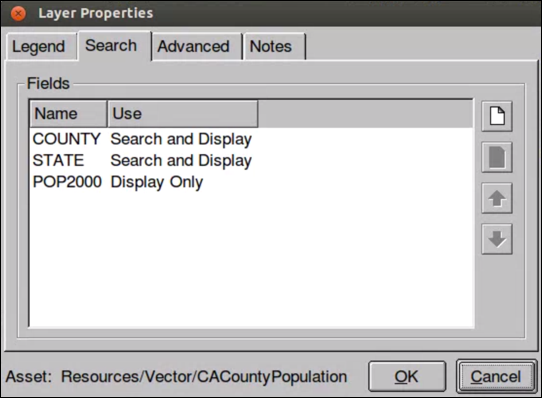 Layer Properties
Legend Search Advanced Notes
Fields
Name Use
COUNTY Search and Display
STATE Search and Display
POP2000 Display Only
Asset: Resources/Vector/CACountyPopulation OK Cancel